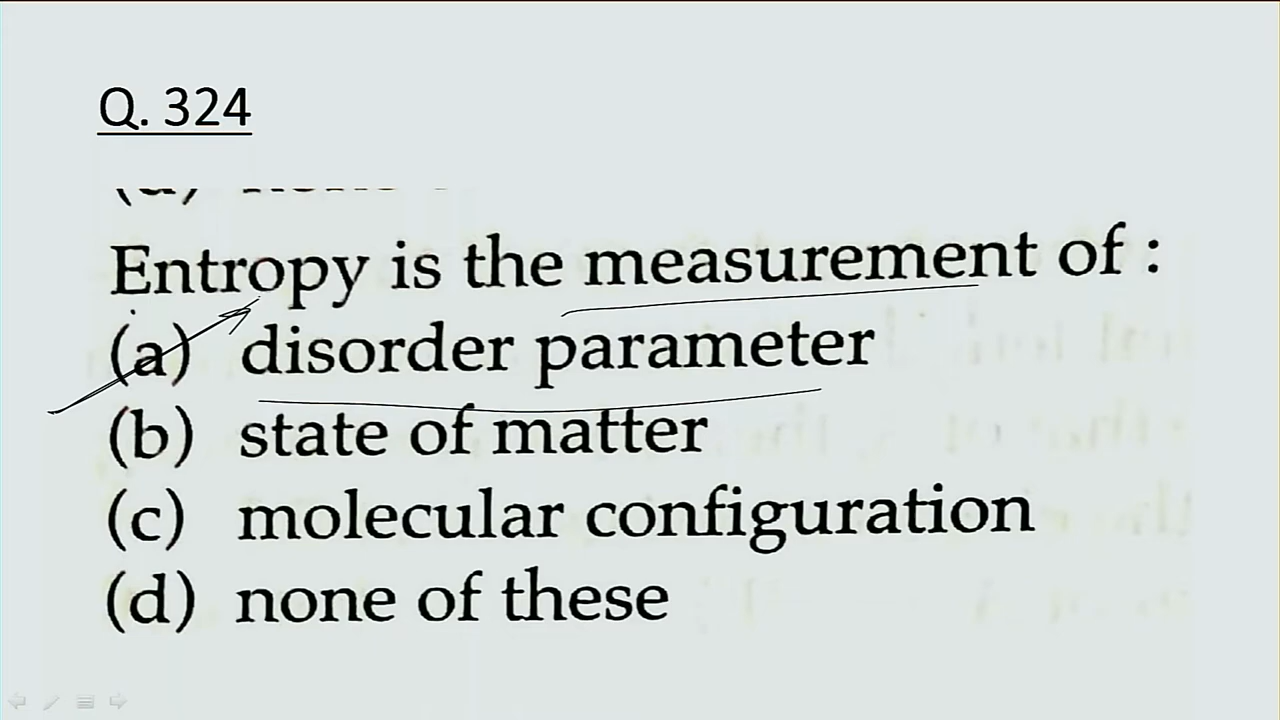 Q. 324
Entropy is the measurement of :
(a) disorder parameter
(b) state of matter
(c) molecular configuration
(d) none of these